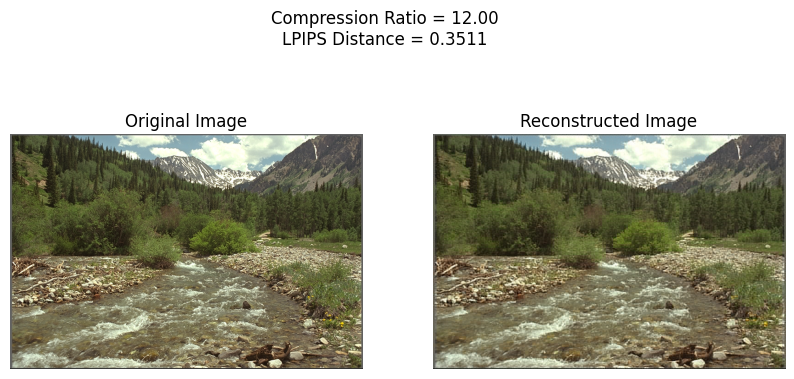 Compression Ratio = 12.00
LPIPS Distance = 0.3511
Original Image
Reconstructed Image